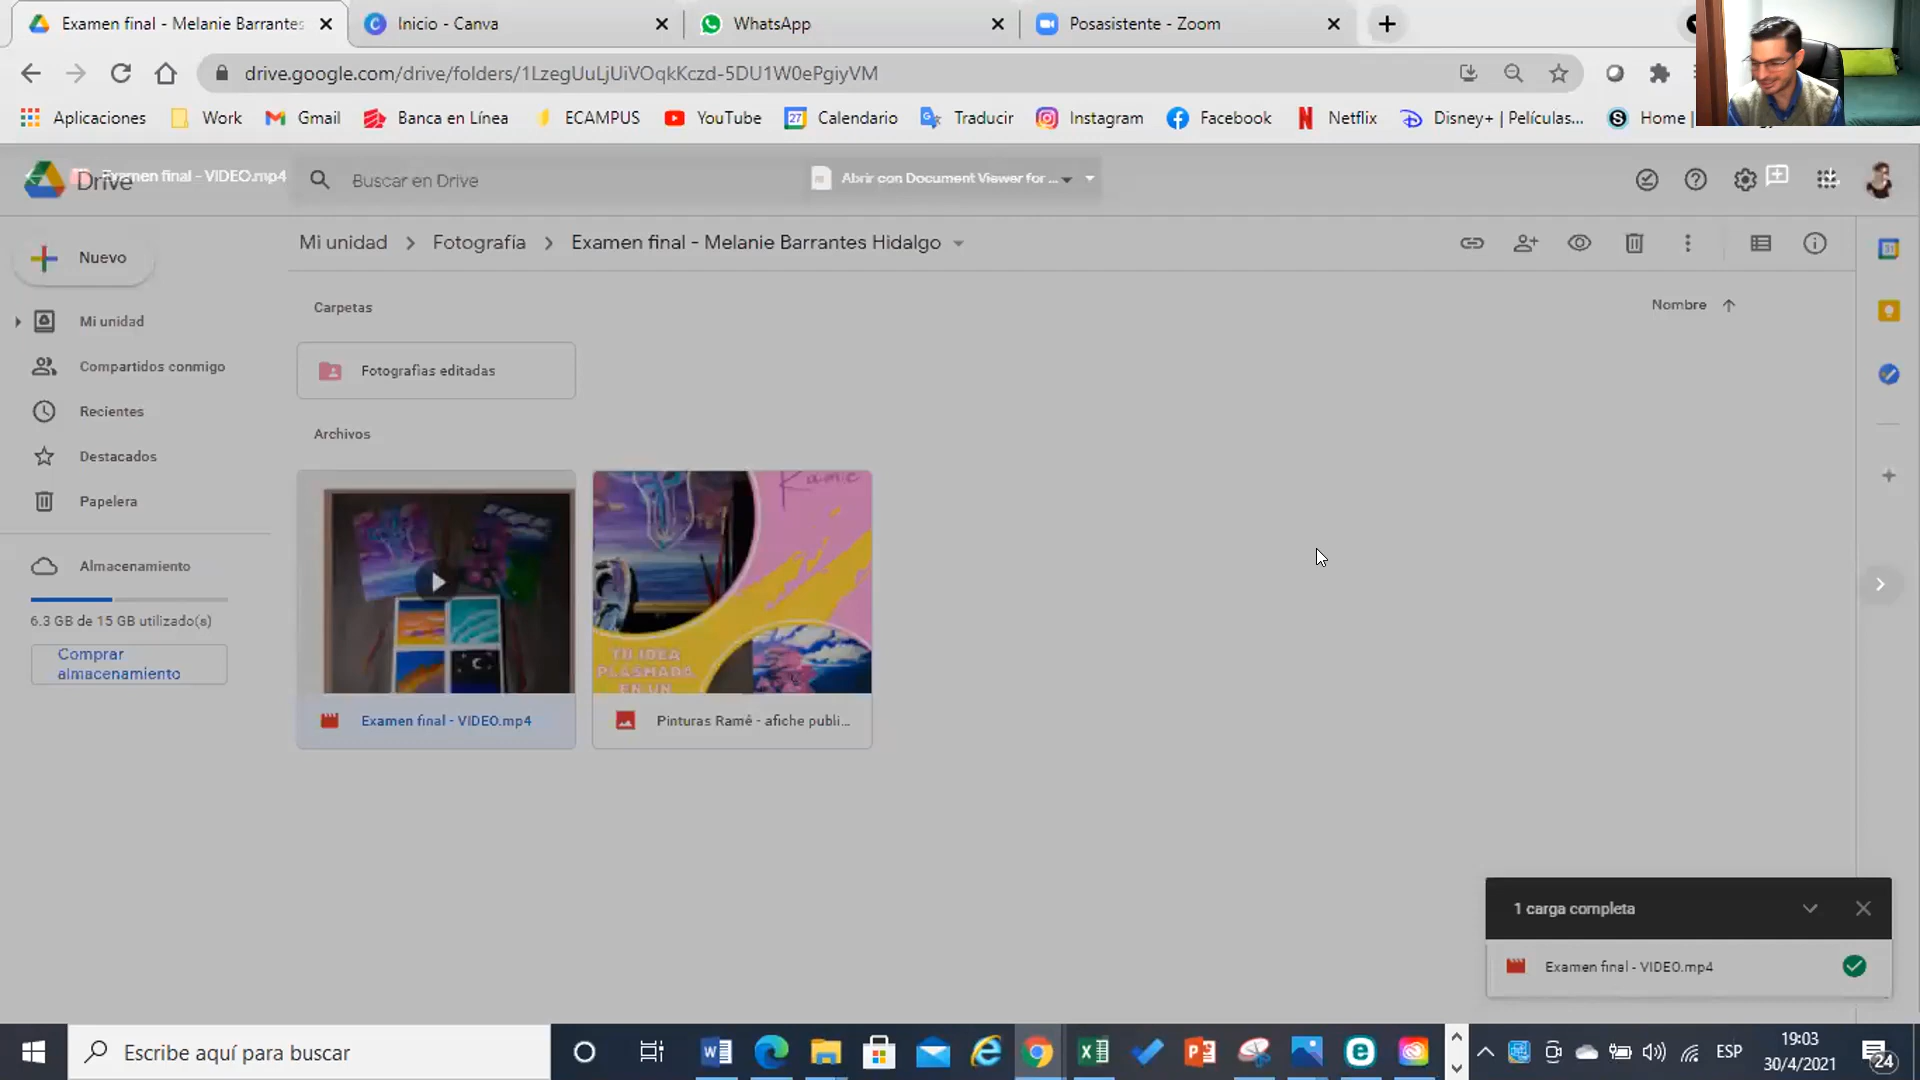 Examen final - Melanie Barrantes
Inicio - Canva
WhatsApp
Posasistente - Zoom
drive.google.com/drive/folders/1LzegUuLjUiVOqkKczd-5DU1W0ePgiyVM
Aplicaciones
Work
Gmail
Banca en Línea
ECAMPUS
YouTube
27
Calendario
Traducir
Instagram
Facebook
Netflix
Disney+ | Películas...
Home |
Drive
Examen final - VIDEO.mp4
Buscar en Drive
Abrir con Document Viewer for ...
Nuevo
Mi unidad
Fotografía
Examen final - Melanie Barrantes Hidalgo
Carpetas
Nombre
Mi unidad
Compartidos conmigo
Recientes
Destacados
Papelera
Fotografias editadas
Archivos
Almacenamiento
6.3 GB de 15 GB utilizado(s)
Comprar
almacenamiento
TU IDEA
PLASMADA
EN UN
Examen final - VIDEO.mp4
Pinturas Ramé - afiche publi...
1 carga completa
Examen final - VIDEO.mp4
Escribe aquí para buscar
ESP
19:03
30/4/2021
24